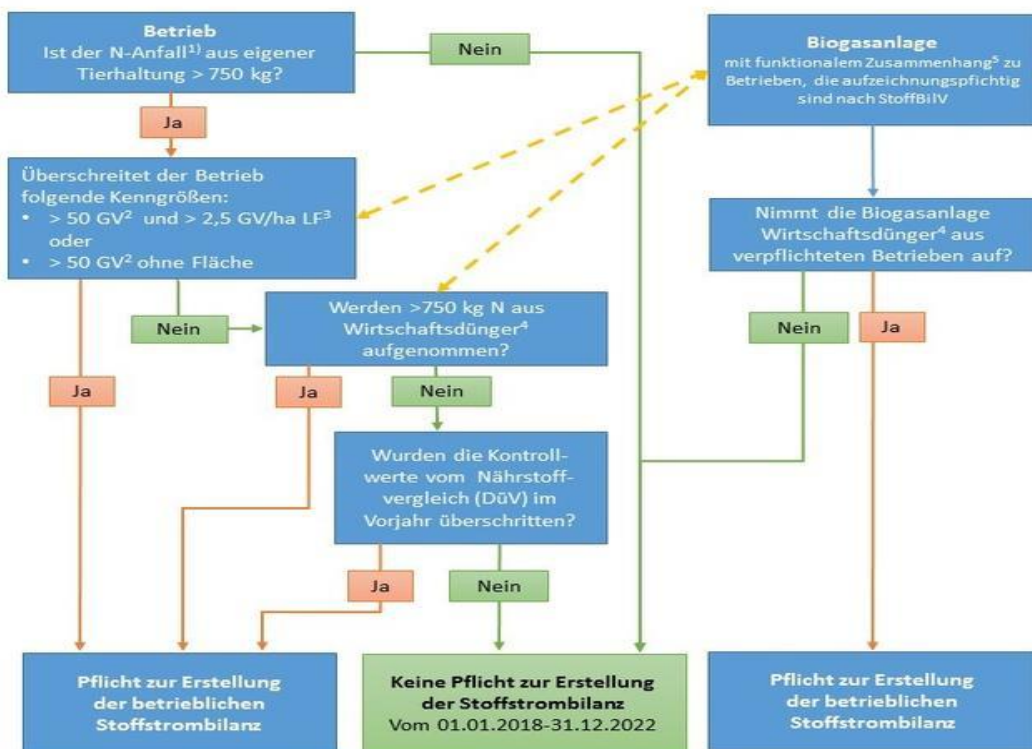 Betrieb
Ist der N-Anfall¹⁾ aus eigener
Tierhaltung > 750 kg?
Nein
Biogasanlage
mit funktionalem Zusammenhang⁵ zu
Betrieben, die aufzeichnungspfichtig
sind nach StoffBilV
Ja
Überschreitet der Betrieb
folgende Kenngrößen:
• > 50 GV² und > 2,5 GV/ha LF³
oder
• > 50 GV² ohne Fläche
Nimmt die Biogasanlage
Wirtschaftsdünger⁴ aus
verpflichteten Betrieben auf?
Nein
Werden >750 kg N aus
Wirtschaftsdünger⁴
aufgenommen?
Nein
Ja
Ja
Ja
Nein
Wurden die Kontroll-
werte vom Nährstoff-
vergleich (DüV) im
Vorjahr überschritten?
Ja
Nein
Pflicht zur Erstellung
der betrieblichen
Stoffstrombilanz
Keine Pflicht zur Erstellung
der Stoffstrombilanz
Vom 01.01.2018-31.12.2022
Pflicht zur Erstellung
der betrieblichen
Stoffstrombilanz